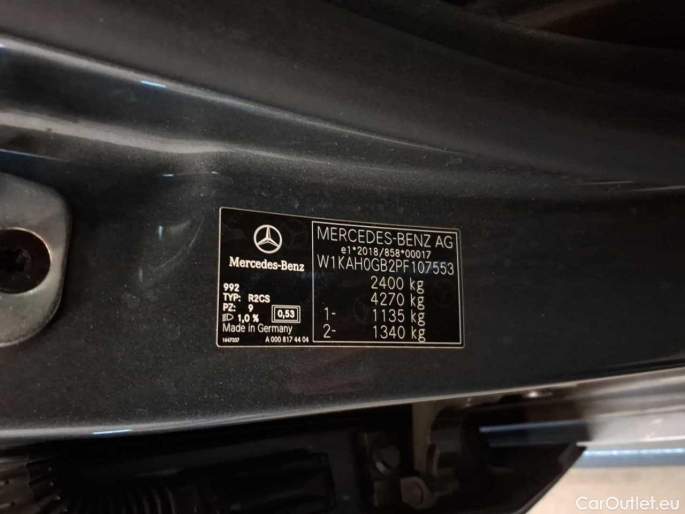 Mercedes-Benz
992
TYP: R2CS
PZ: 9
1,0 % 0,53
Made in Germany
1447337 A 000 817 44 04
MERCEDES-BENZ AG
e1*2018/858*00017
W1KAH0GB2PF107553
2400 kg
4270 kg
1- 1135 kg
2- 1340 kg
CarOutlet.eu